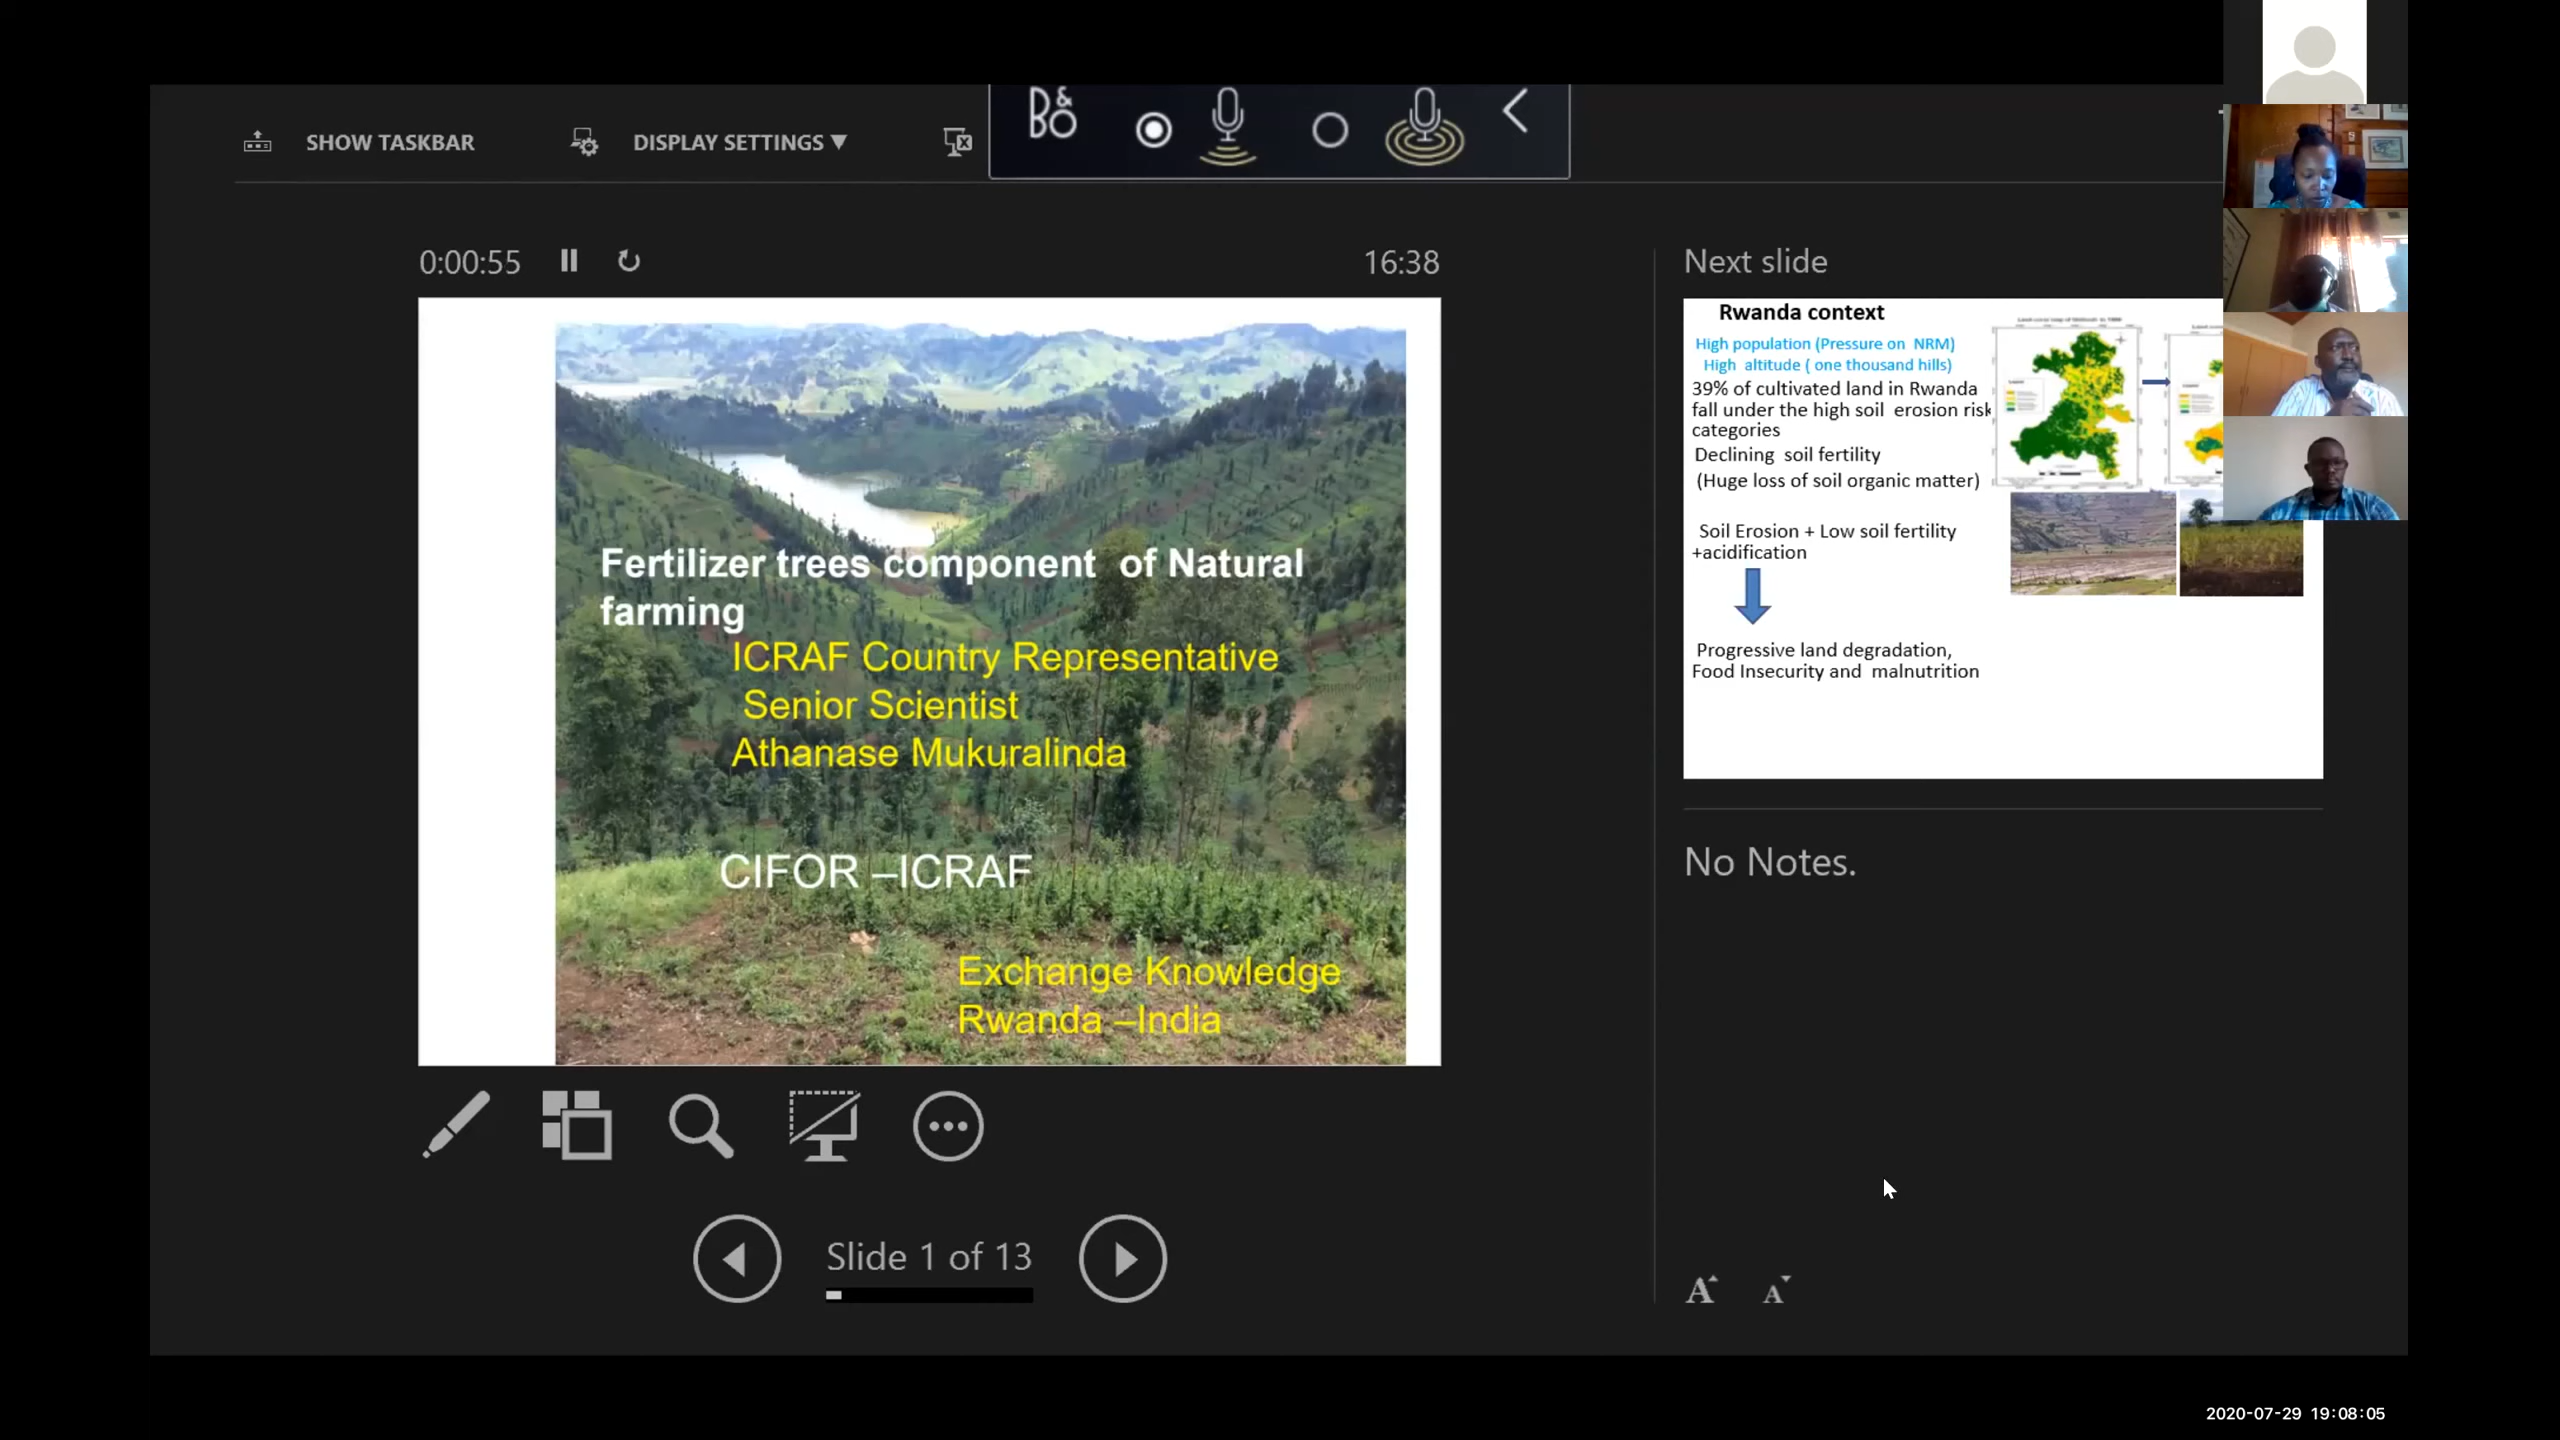 B&O
SHOW TASKBAR
DISPLAY SETTINGS ▼
0:00:55
16:38
Fertilizer trees component  of Natural
farming
ICRAF Country Representative
Senior Scientist
Athanase Mukuralinda
CIFOR –ICRAF
Exchange Knowledge
Rwanda –India
Slide 1 of 13
Next slide
Rwanda context
High population (Pressure on  NRM)
High  altitude ( one thousand hills)
39% of cultivated land in Rwanda
fall under the high soil  erosion risk
categories
Declining  soil fertility
(Huge loss of soil organic matter)
Soil Erosion + Low soil fertility
+acidification
Progressive land degradation,
Food Insecurity and  malnutrition
No Notes.
A A
2020-07-29 19:08:05